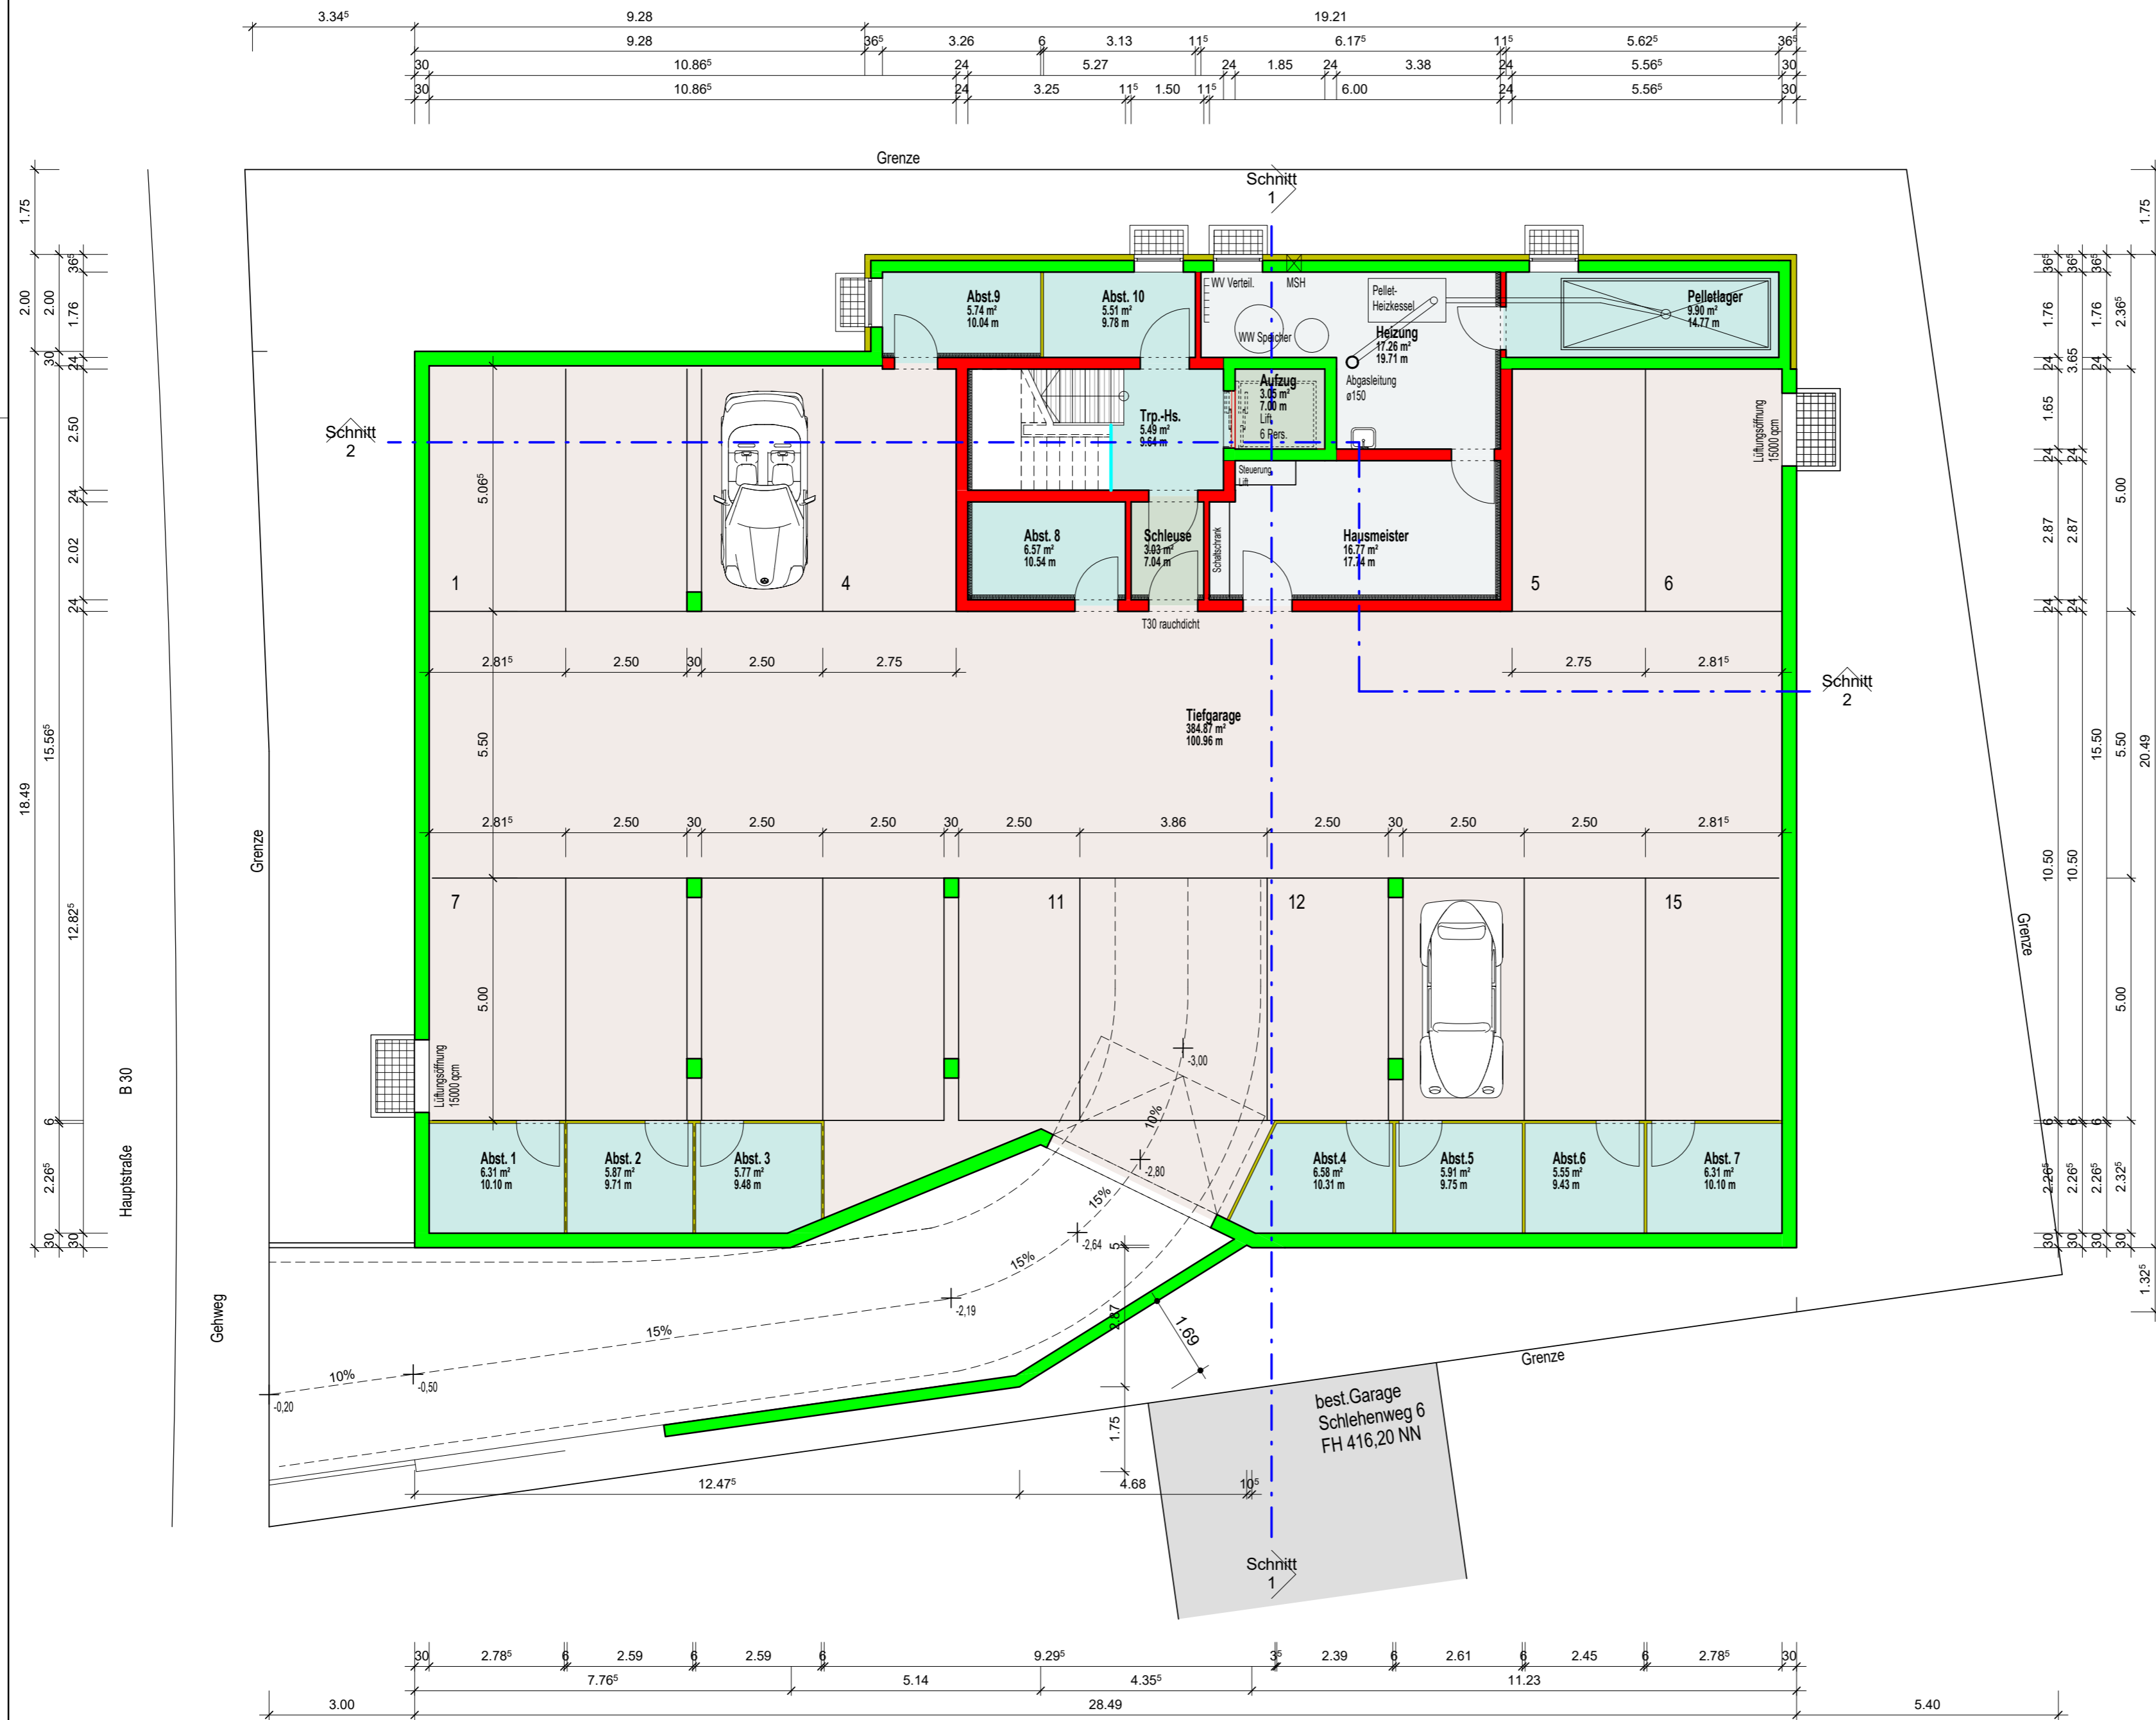 3.34⁵ 9.28 19.21
9.28 36⁵ 3.26 6 3.13 11⁵ 6.17⁵ 11⁵ 5.62⁵ 36⁵
30 10.86⁵ 24 5.27 24 1.85 24 3.38 24 5.56⁵ 30
30 10.86⁵ 24 3.25 11⁵ 1.50 11⁵ 6.00 24 5.56⁵ 30
Grenze
Schnitt
1
1.75
2.00
18.49
2.00
30
15.56⁵
6
2.26⁵
30
36⁵
1.76
24
2.50
24
2.02
24
12.82⁵
30
Abst.9
5.74 m²
10.04 m
Abst. 10
5.51 m²
9.78 m
WV Verteil.
MSH
WW Speicher
Pellet-
Heizkessel
Heizung
17.26 m²
19.71 m
Abgasleitung
ø150
Pelletlager
9.90 m²
14.77 m
Aufzug
3.05 m²
7.00 m
Lift
6 Pers.
Trp.-Hs.
5.49 m²
9.64 m
Steuerung
Lift
Schaltschrank
Abst. 8
6.57 m²
10.54 m
Schleuse
3.03 m²
7.04 m
Hausmeister
16.77 m²
17.74 m
T30 rauchdicht
Lüftungsöffnung
15000 qcm
Schnitt
2
1
4
5
6
5.06⁵
2.81⁵ 2.50 30 2.50 2.75
2.75 2.81⁵
Schnitt
2
Tiefgarage
384.87 m²
100.96 m
5.50
2.81⁵ 2.50 30 2.50 2.50 30 2.50 3.86 2.50 30 2.50 2.50 2.81⁵
Grenze
7
11
12
15
5.00
Grenze
Lüftungsöffnung
15000 qcm
B 30
Hauptstraße
Gehweg
-3,00
10%
-2,80
15%
-2,64
15%
-2,19
15%
-0,50
10%
-0,20
Abst. 1
6.31 m²
10.10 m
Abst. 2
5.87 m²
9.71 m
Abst. 3
5.77 m²
9.48 m
Abst.4
6.58 m²
10.31 m
Abst.5
5.91 m²
9.75 m
Abst.6
5.55 m²
9.43 m
Abst. 7
6.31 m²
10.10 m
5
2.87
1.69
1.75
Grenze
best.Garage
Schlehenweg 6
FH 416,20 NN
12.47⁵ 4.68 10⁵
Schnitt
1
36⁵
1.76
24
1.65
24
2.87
24
10.50
6
2.26⁵
30
36⁵
1.76
24
3.65
24
2.87
24
10.50
6
2.26⁵
30
36⁵
1.76
24
15.50
6
2.26⁵
30
2.36⁵
5.00
5.50
5.00
2.32⁵
30
1.75
20.49
1.32⁵
30 2.78⁵ 6 2.59 6 2.59 6 9.29⁵ 3⁵ 2.39 6 2.61 6 2.45 6 2.78⁵ 30
7.76⁵ 5.14 4.35⁵ 11.23
3.00 28.49 5.40